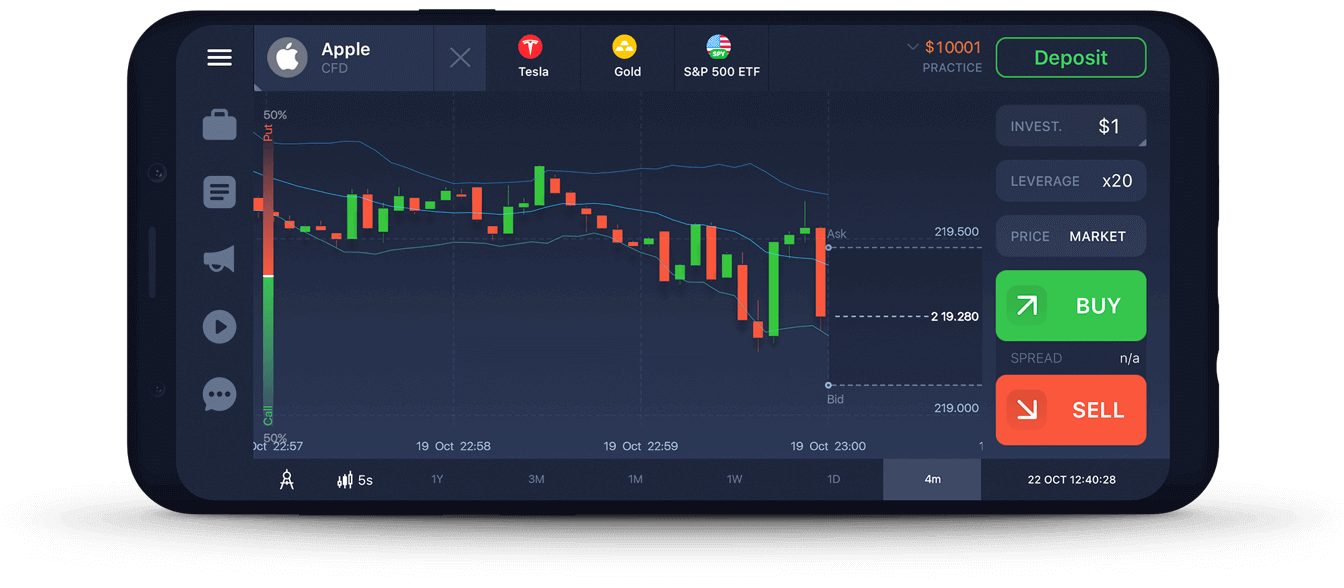 Apple
CFD
Tesla
Gold
SPY
S&P 500 ETF
$10001
PRACTICE
Deposit
50%
Put
INVEST. $1
LEVERAGE x20
PRICE MARKET
Ask
219.500
2 19.280
BUY
SPREAD n/a
SELL
Bid
219.000
Call
50%
Oct 22:57
19 Oct 22:58
19 Oct 22:59
19 Oct 23:00
1
5s
1Y
3M
1M
1W
1D
4m
22 OCT 12:40:28